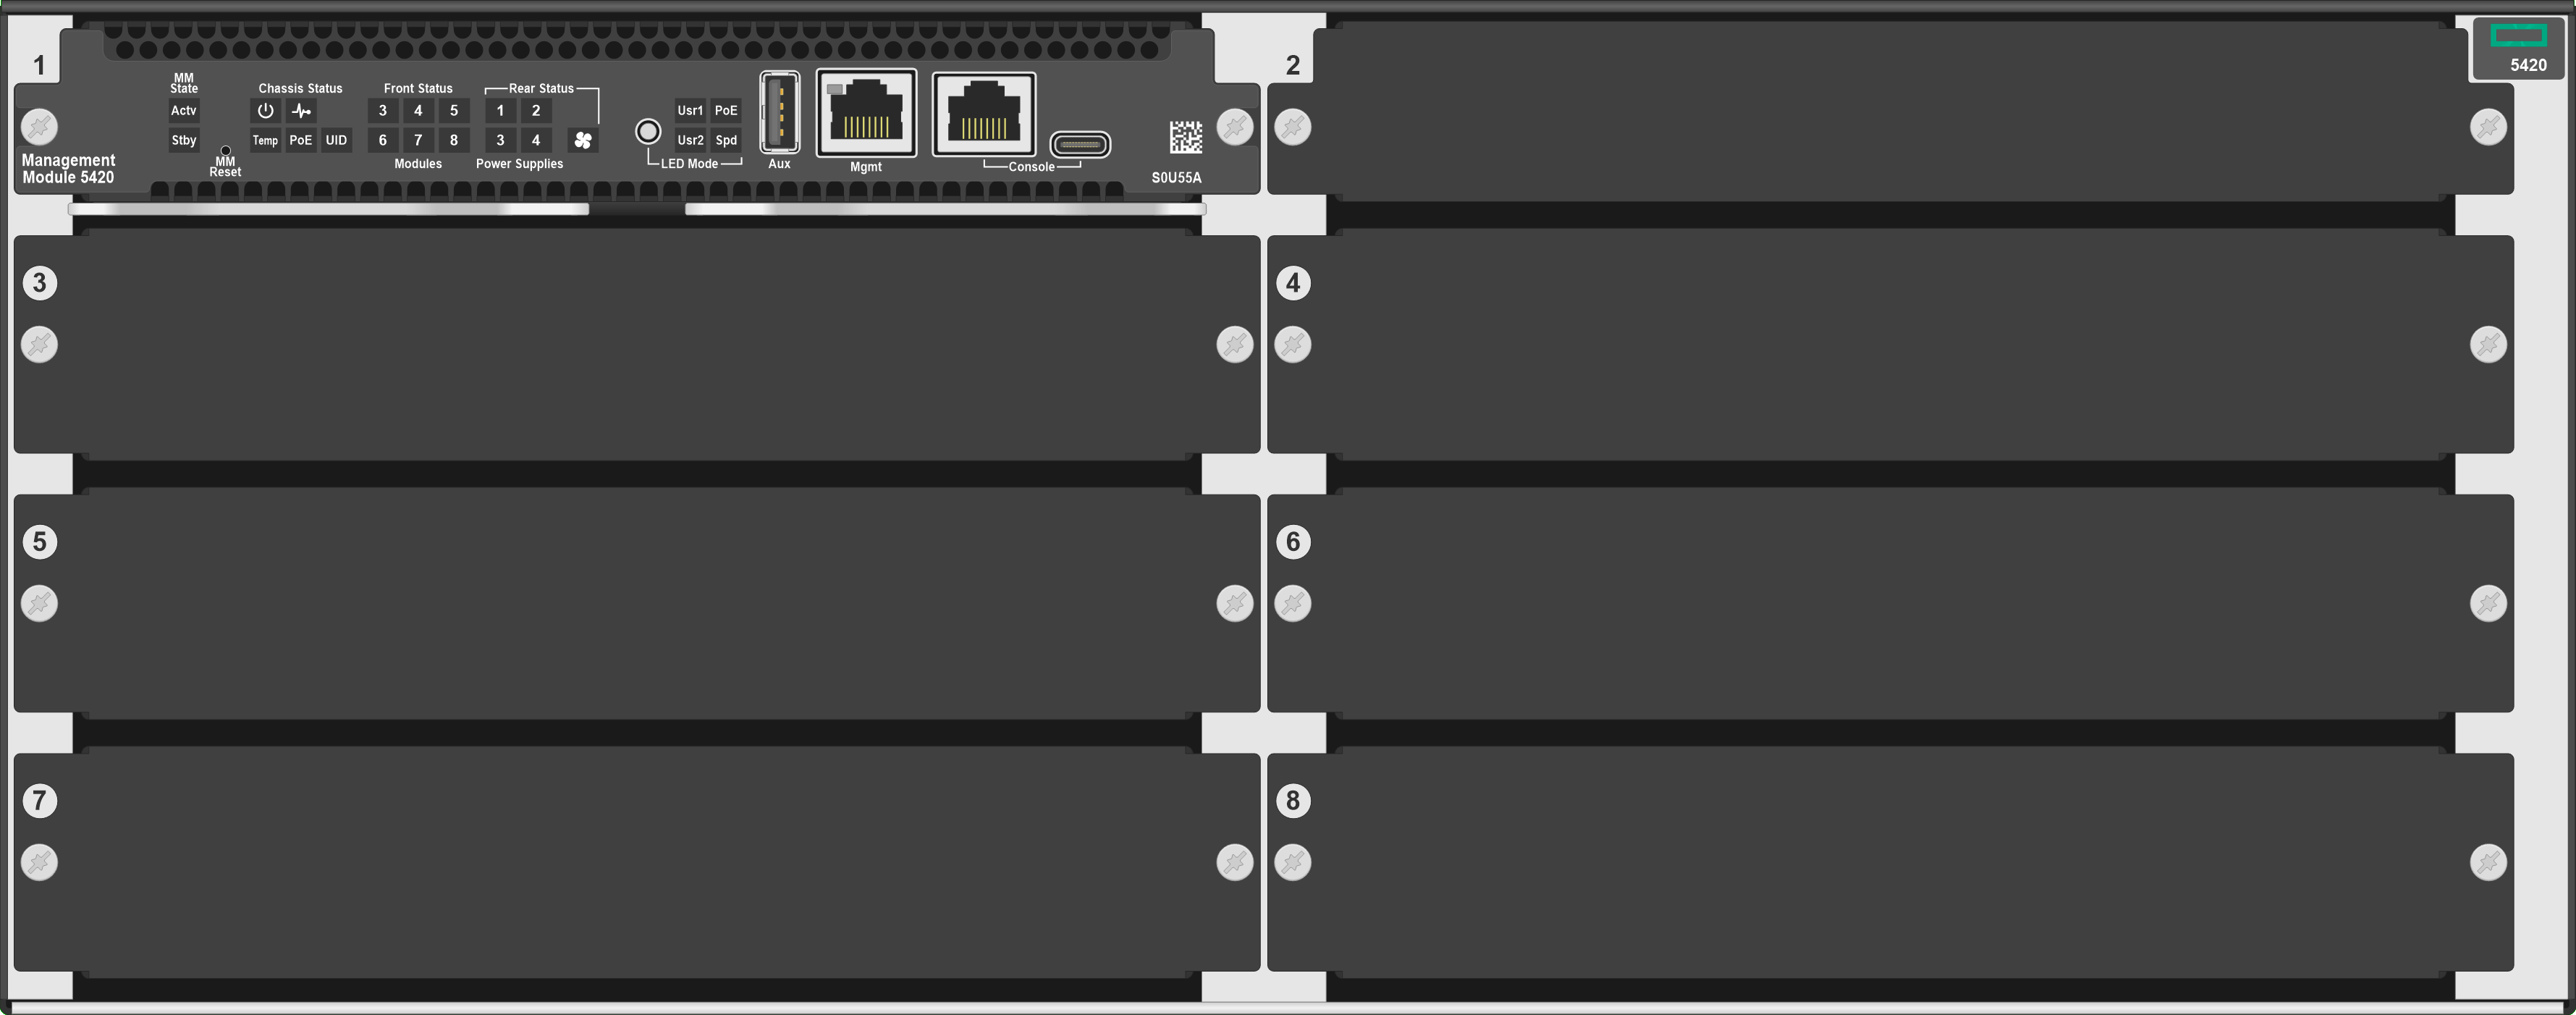 1
2
5420
MM
State
Chassis Status
Front Status
Rear Status
Actv
3 4 5
1 2
Usr1 PoE
Stby
Temp PoE UID
6 7 8
3 4
Usr2 Spd
MM
Reset
Modules
Power Supplies
LED Mode
Aux
Mgmt
Console
Management
Module 5420
S0U55A
3
4
5
6
7
8